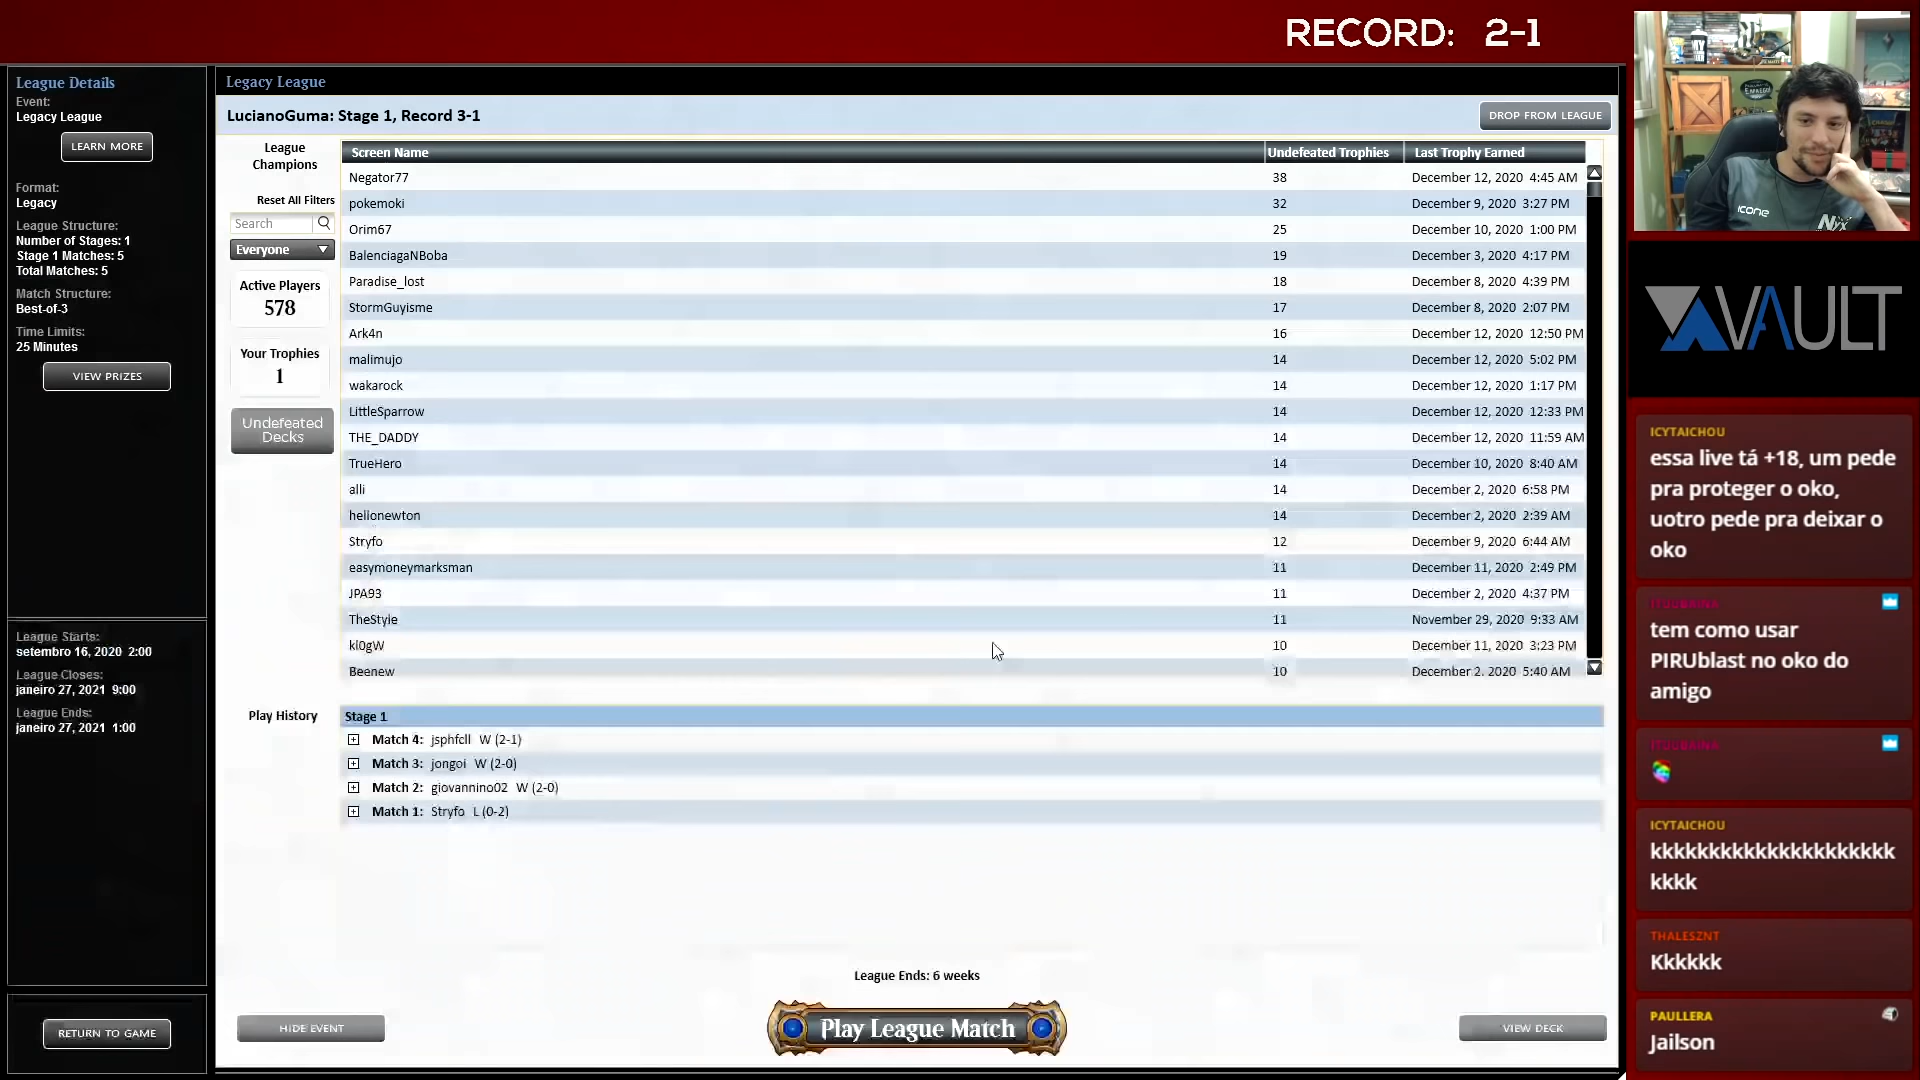 RECORD: 2-1
League Details
Event:
Legacy League
LEARN MORE
Format:
Legacy
League Structure:
Number of Stages: 1
Stage 1 Matches: 5
Total Matches: 5
Match Structure:
Best-of-3
Time Limits:
25 Minutes
VIEW PRIZES
League Starts:
setembro 16, 2020 2:00
League Closes:
janeiro 27, 2021 9:00
League Ends:
janeiro 27, 2021 1:00
RETURN TO GAME
Legacy League
LucianoGuma: Stage 1, Record 3-1
DROP FROM LEAGUE
League
Champions
Reset All Filters
Search
Everyone
Active Players
578
Your Trophies
1
Undefeated
Decks
Screen Name Undefeated Trophies Last Trophy Earned
Negator77 38 December 12, 2020 4:45 AM
pokemoki 32 December 9, 2020 3:27 PM
Orim67 25 December 10, 2020 1:00 PM
BalenciagaNBoba 19 December 3, 2020 4:17 PM
Paradise_lost 18 December 8, 2020 4:39 PM
StormGuyisme 17 December 8, 2020 2:07 PM
Ark4n 16 December 12, 2020 12:50 PM
malimujo 14 December 12, 2020 5:02 PM
wakarock 14 December 12, 2020 1:17 PM
LittleSparrow 14 December 12, 2020 12:33 PM
THE_DADDY 14 December 12, 2020 11:59 AM
TrueHero 14 December 10, 2020 8:40 AM
alli 14 December 2, 2020 6:58 PM
hellonewton 14 December 2, 2020 2:39 AM
Stryfo 12 December 9, 2020 6:44 AM
easymoneymarksman 11 December 11, 2020 2:49 PM
JPA93 11 December 2, 2020 4:37 PM
TheStyle 11 November 29, 2020 9:33 AM
kl0gW 10 December 11, 2020 3:23 PM
Beenew 10 December 2, 2020 5:40 AM
Play History
Stage 1
Match 4: jsphfcll W (2-1)
Match 3: jongoi W (2-0)
Match 2: giovannino02 W (2-0)
Match 1: Stryfo L (0-2)
League Ends: 6 weeks
HIDE EVENT
Play League Match
VIEW DECK
icone
Nyx
VAULT
ICYTAICHOU
essa live tá +18, um pede
pra proteger o oko,
uotro pede pra deixar o
oko
ITUUBAINA
tem como usar
PIRUblast no oko do
amigo
ITUUBAINA
ICYTAICHOU
kkkkkkkkkkkkkkkkkkkkk
kkkk
THALESZNT
Kkkkkk
PAULLERA
Jailson